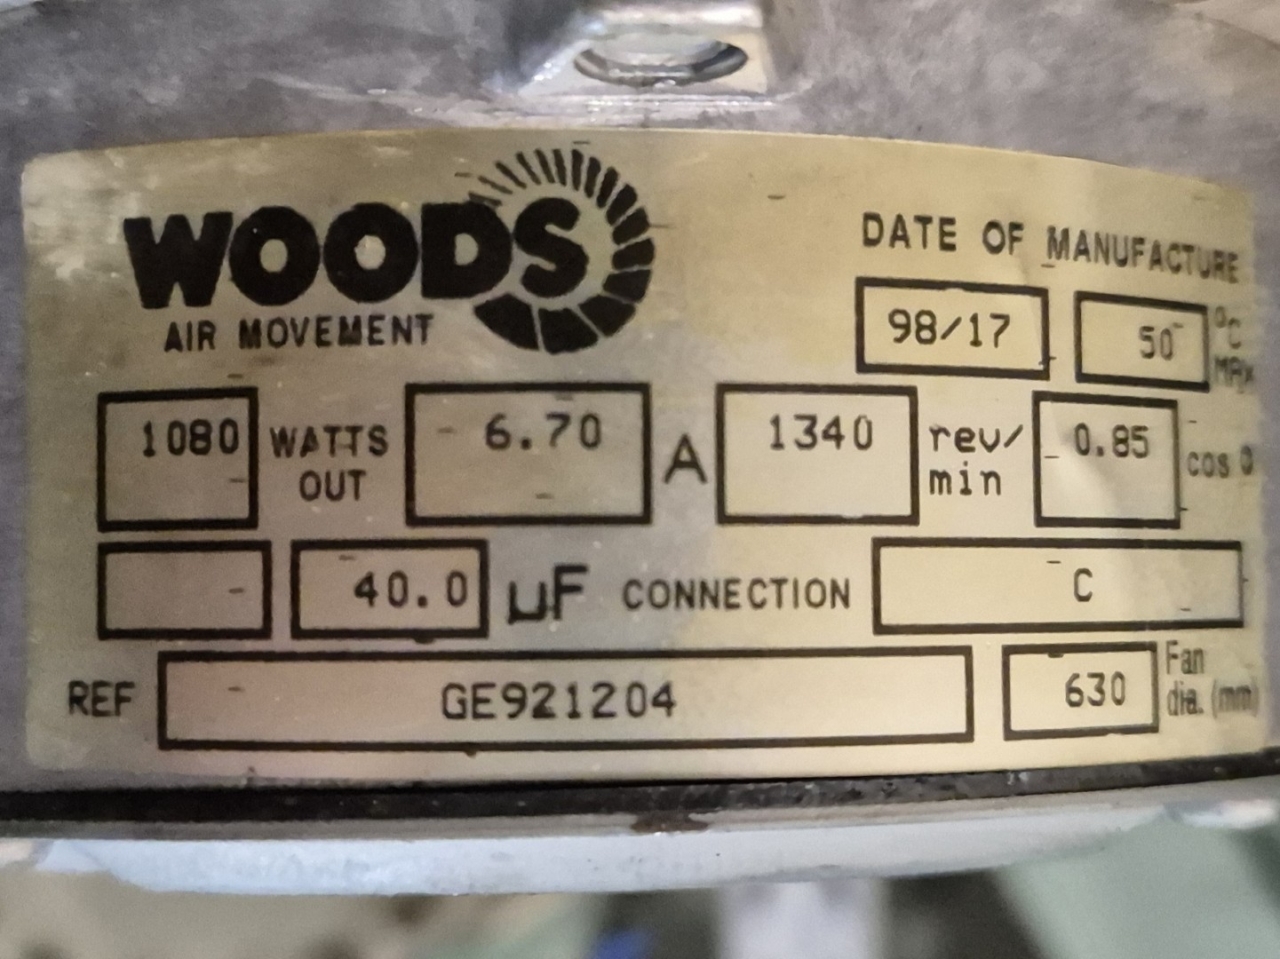 WOODS
AIR MOVEMENT
DATE OF MANUFACTURE
98/17 50 °C MAX
1080 WATTS OUT 6.70 A 1340 rev/min 0.85 cos Ø
40.0 µF CONNECTION C
REF GE921204 630 Fan dia. (mm)